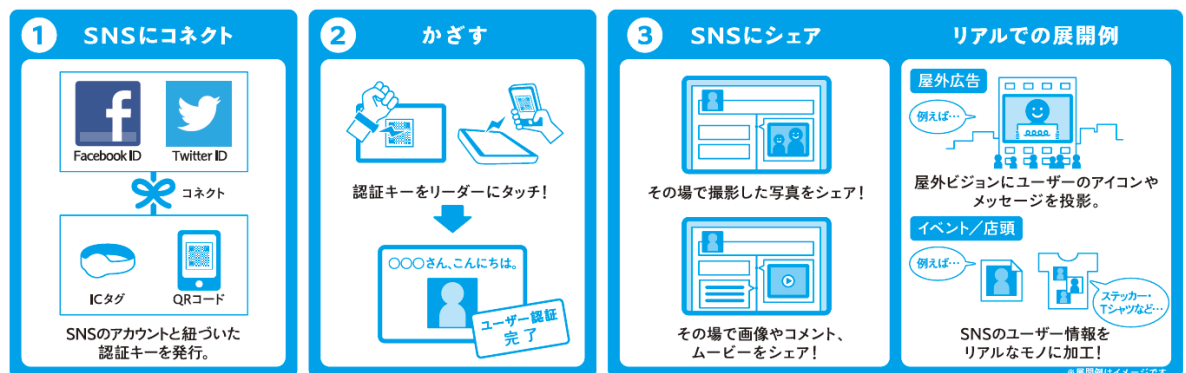 1 SNSにコネクト
Facebook ID
Twitter ID
コネクト
ICタグ
QRコード
SNSのアカウントと紐づいた
認証キーを発行。
2 かざす
認証キーをリーダーにタッチ!
○○○さん、こんにちは。
ユーザー認証
完了
3 SNSにシェア
その場で撮影した写真をシェア!
その場で画像やコメント、
ムービーをシェア!
リアルでの展開例
屋外広告
例えば…
屋外ビジョンにユーザーのアイコンや
メッセージを投影。
イベント/店頭
例えば…
ステッカー・
Tシャツなど…
SNSのユーザー情報を
リアルなモノに加工!
※展開例はイメージです